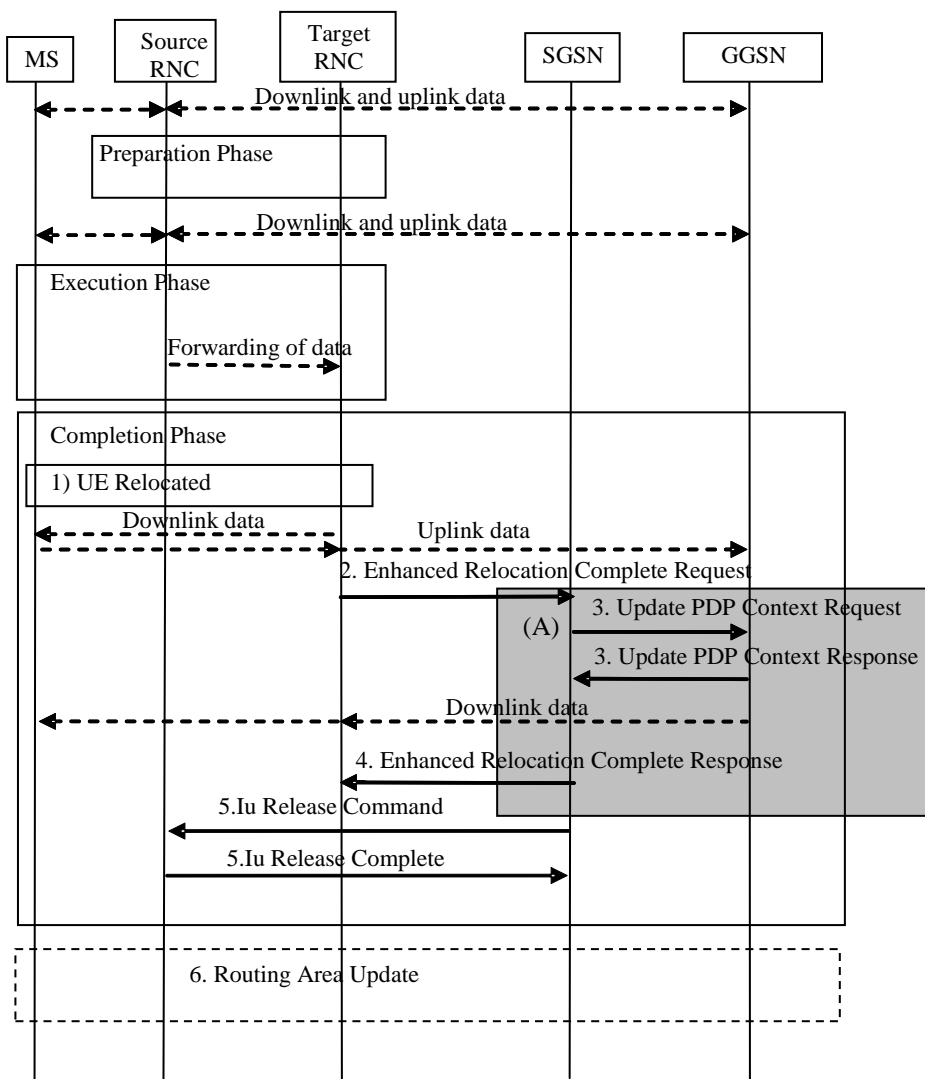 MS
Source
RNC
Target
RNC
SGSN
GGSN
Downlink and uplink data
Preparation Phase
Downlink and uplink data
Execution Phase
Forwarding of data
Completion Phase
1) UE Relocated
Downlink data
Uplink data
2. Enhanced Relocation Complete Request
(A)
3. Update PDP Context Request
3. Update PDP Context Response
Downlink data
4. Enhanced Relocation Complete Response
5.Iu Release Command
5.Iu Release Complete
6. Routing Area Update